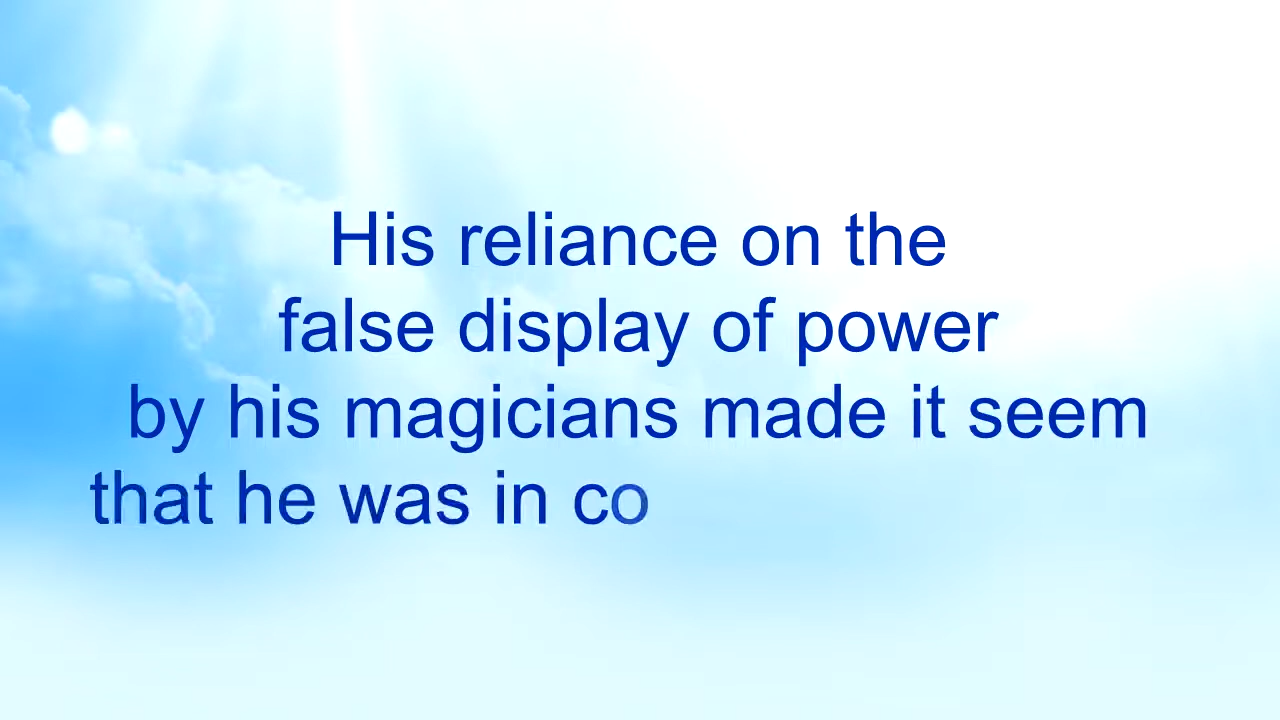 His reliance on the
false display of power
by his magicians made it seem
that he was in co